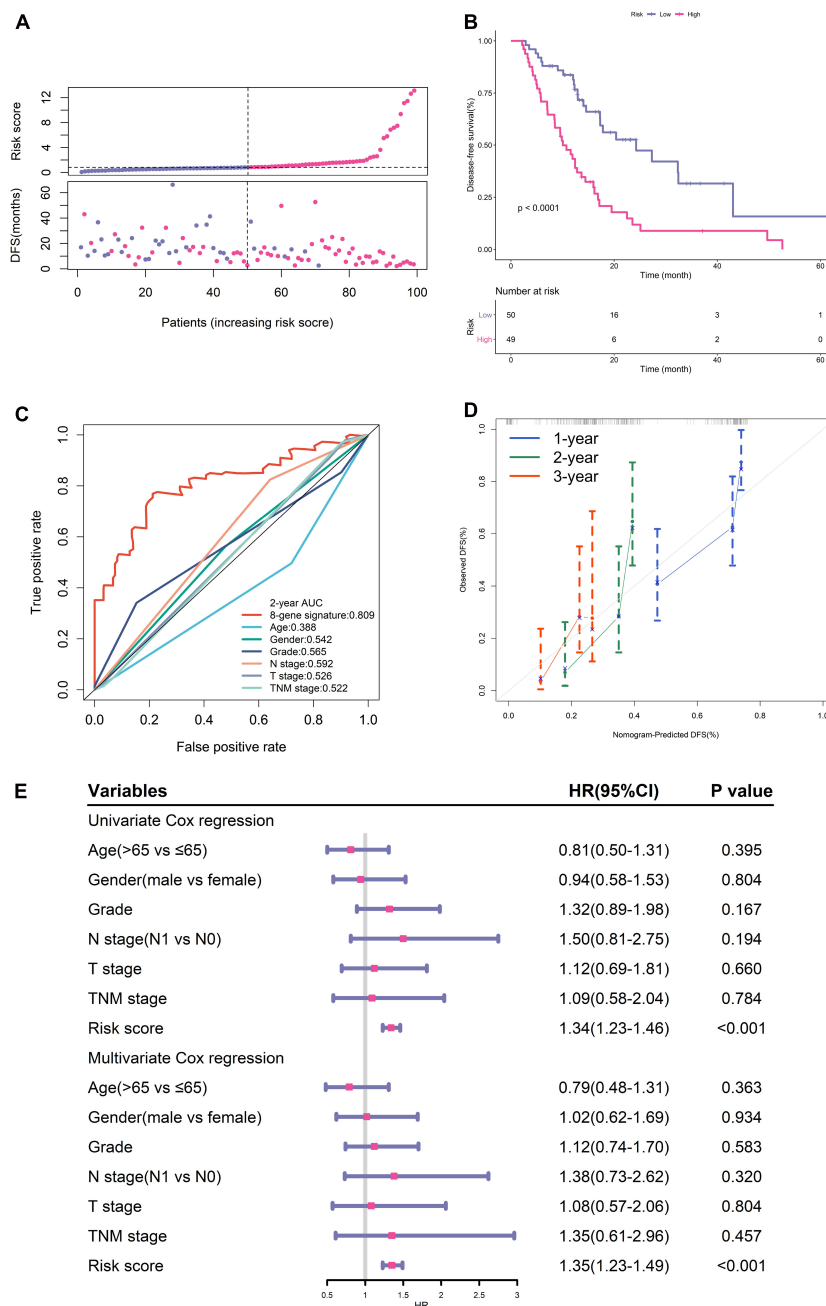 A
Risk score
12
8
4
0
DFS(months)
60
40
20
0
0 20 40 60 80 100
Patients (increasing risk socre)
B
Risk Low High
Disease-free survival(%)
1.00
0.75
0.50
0.25
0.00
p < 0.0001
0 20 40 60
Time (month)
Number at risk
Risk
Low 50 16 3 1
High 49 6 2 0
0 20 40 60
Time (month)
C
True positive rate
1.0
0.8
0.6
0.4
0.2
0.0
2-year AUC
8-gene signature:0.809
Age:0.388
Gender:0.542
Grade:0.565
N stage:0.592
T stage:0.526
TNM stage:0.522
0.0 0.2 0.4 0.6 0.8 1.0
False positive rate
D
Observed DFS(%)
1.0
0.8
0.6
0.4
0.2
0.0
1-year
2-year
3-year
0.0 0.2 0.4 0.6 0.8 1.0
Nomogram-Predicted DFS(%)
E
Variables HR(95%CI) P value
Univariate Cox regression
Age(>65 vs ≤65) 0.81(0.50-1.31) 0.395
Gender(male vs female) 0.94(0.58-1.53) 0.804
Grade 1.32(0.89-1.98) 0.167
N stage(N1 vs N0) 1.50(0.81-2.75) 0.194
T stage 1.12(0.69-1.81) 0.660
TNM stage 1.09(0.58-2.04) 0.784
Risk score 1.34(1.23-1.46) <0.001
Multivariate Cox regression
Age(>65 vs ≤65) 0.79(0.48-1.31) 0.363
Gender(male vs female) 1.02(0.62-1.69) 0.934
Grade 1.12(0.74-1.70) 0.583
N stage(N1 vs N0) 1.38(0.73-2.62) 0.320
T stage 1.08(0.57-2.06) 0.804
TNM stage 1.35(0.61-2.96) 0.457
Risk score 1.35(1.23-1.49) <0.001
0.5 1 1.5 2 2.5 3
HR